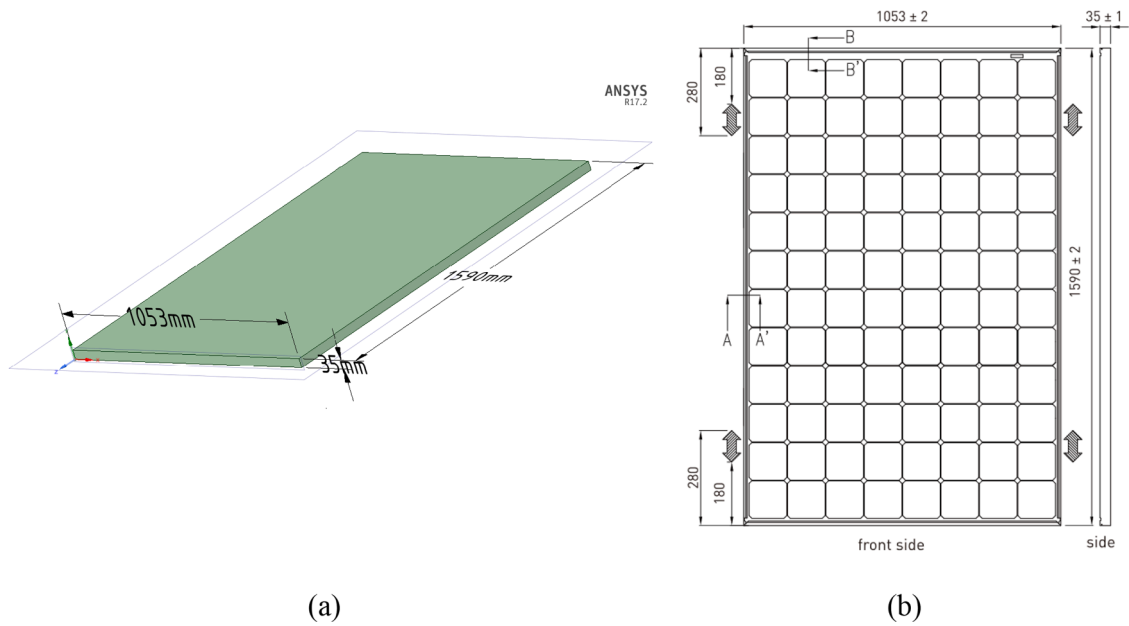 ANSYS
R17.2
1053mm
1590mm
35mm
z
(a)
1053 ± 2
35 ± 1
B
B'
280
180
A
A'
1590 ± 2
280
180
front side
side
(b)